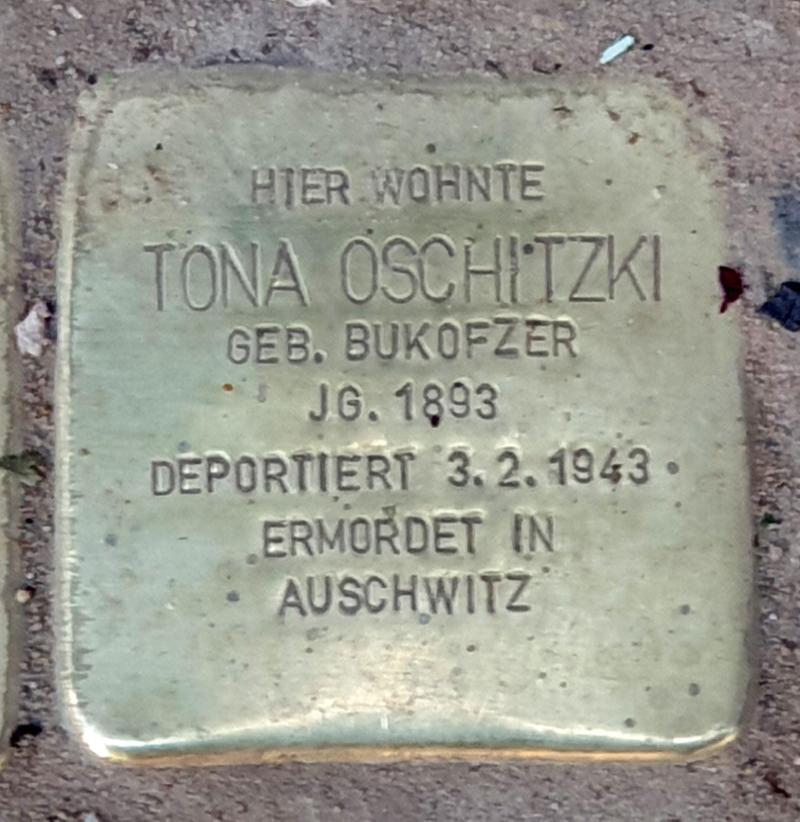 HIER WOHNTE
TONA OSCHITZKI
GEB. BUKOFZER
JG. 1893
DEPORTIERT 3.2.1943
ERMORDET IN
AUSCHWITZ